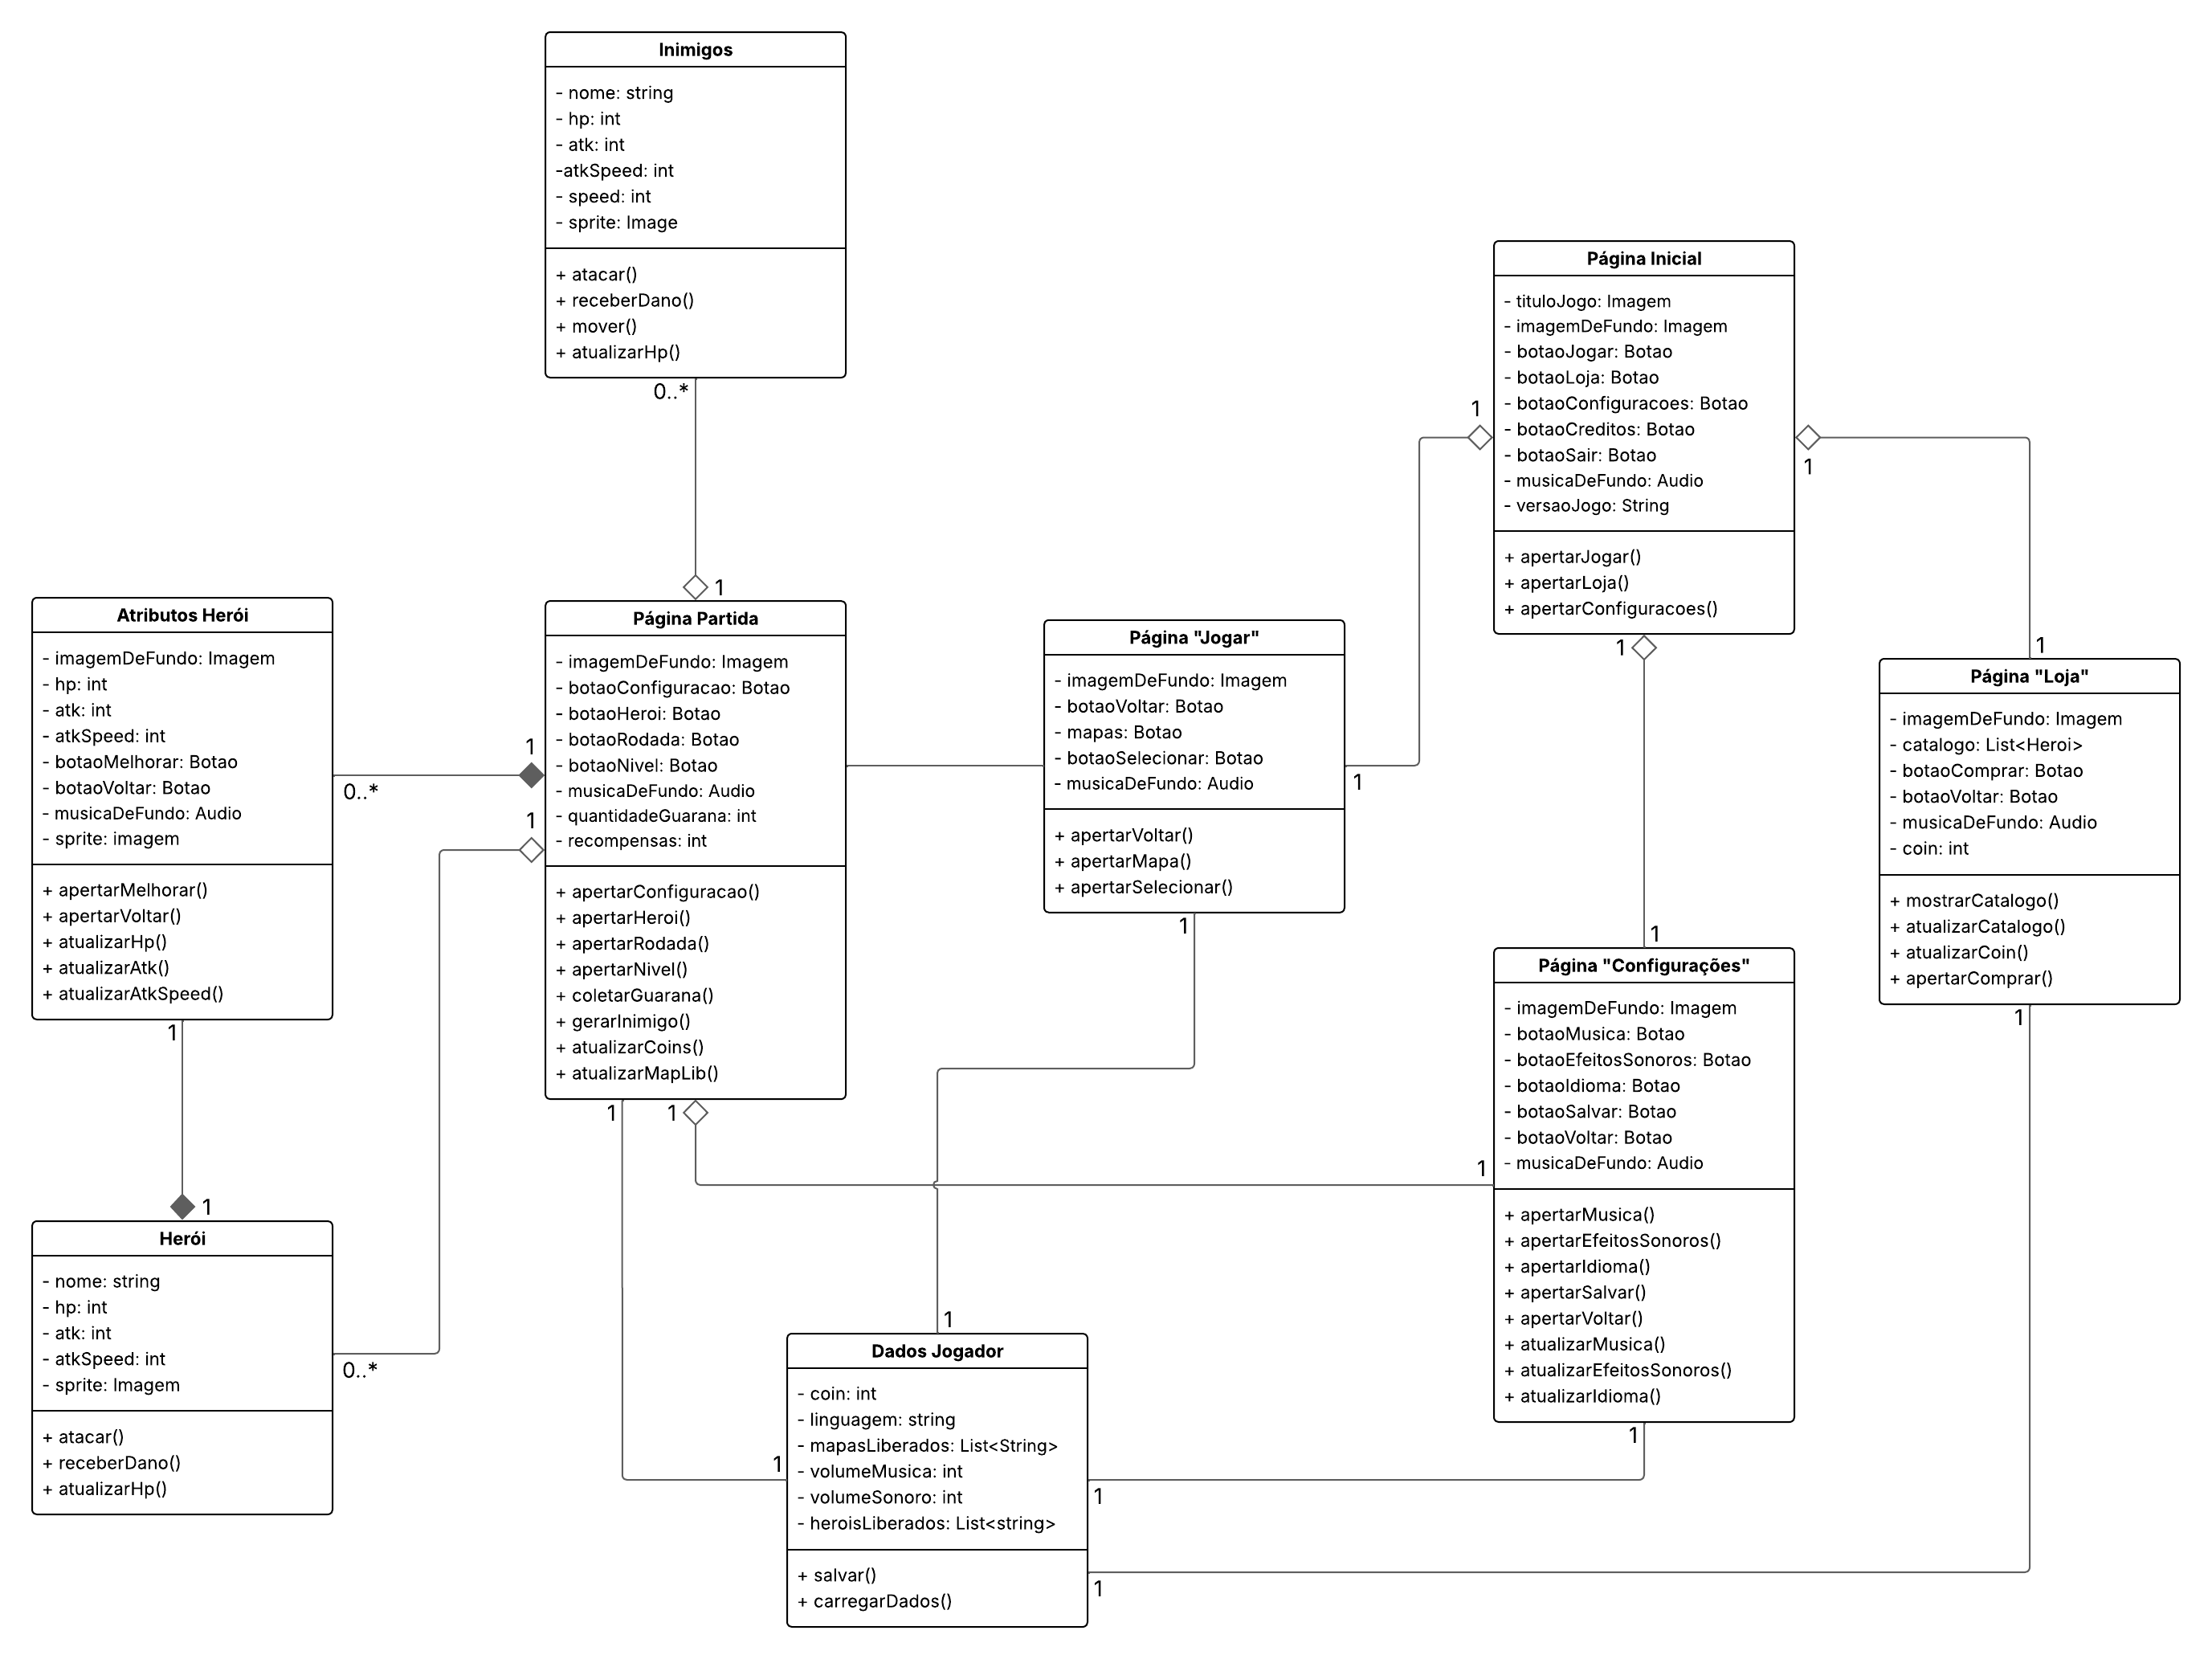 Inimigos
- nome: string
- hp: int
- atk: int
-atkSpeed: int
- speed: int
- sprite: Image
+ atacar()
+ receberDano()
+ mover()
+ atualizarHp()
0..*
1
Página Inicial
- tituloJogo: Imagem
- imagemDeFundo: Imagem
- botaoJogar: Botao
- botaoLoja: Botao
- botaoConfiguracoes: Botao
- botaoCreditos: Botao
- botaoSair: Botao
- musicaDeFundo: Audio
- versaoJogo: String
+ apertarJogar()
+ apertarLoja()
+ apertarConfiguracoes()
1
1
1
Atributos Herói
- imagemDeFundo: Imagem
- hp: int
- atk: int
- atkSpeed: int
- botaoMelhorar: Botao
- botaoVoltar: Botao
- musicaDeFundo: Audio
- sprite: imagem
+ apertarMelhorar()
+ apertarVoltar()
+ atualizarHp()
+ atualizarAtk()
+ atualizarAtkSpeed()
0..*
1
1
1
Página Partida
- imagemDeFundo: Imagem
- botaoConfiguracao: Botao
- botaoHeroi: Botao
- botaoRodada: Botao
- botaoNivel: Botao
- musicaDeFundo: Audio
- quantidadeGuarana: int
- recompensas: int
+ apertarConfiguracao()
+ apertarHeroi()
+ apertarRodada()
+ apertarNivel()
+ coletarGuarana()
+ gerarInimigo()
+ atualizarCoins()
+ atualizarMapLib()
1
1
Página "Jogar"
- imagemDeFundo: Imagem
- botaoVoltar: Botao
- mapas: Botao
- botaoSelecionar: Botao
- musicaDeFundo: Audio
+ apertarVoltar()
+ apertarMapa()
+ apertarSelecionar()
1
1
1
Página "Loja"
- imagemDeFundo: Imagem
- catalogo: List<Heroi>
- botaoComprar: Botao
- botaoVoltar: Botao
- musicaDeFundo: Audio
- coin: int
+ mostrarCatalogo()
+ atualizarCatalogo()
+ atualizarCoin()
+ apertarComprar()
1
1
Página "Configurações"
- imagemDeFundo: Imagem
- botaoMusica: Botao
- botaoEfeitosSonoros: Botao
- botaoIdioma: Botao
- botaoSalvar: Botao
- botaoVoltar: Botao
- musicaDeFundo: Audio
+ apertarMusica()
+ apertarEfeitosSonoros()
+ apertarIdioma()
+ apertarSalvar()
+ apertarVoltar()
+ atualizarMusica()
+ atualizarEfeitosSonoros()
+ atualizarIdioma()
1
1
1
Herói
- nome: string
- hp: int
- atk: int
- atkSpeed: int
- sprite: Imagem
+ atacar()
+ receberDano()
+ atualizarHp()
0..*
1
Dados Jogador
- coin: int
- linguagem: string
- mapasLiberados: List<String>
- volumeMusica: int
- volumeSonoro: int
- heroisLiberados: List<string>
+ salvar()
+ carregarDados()
1
1
1